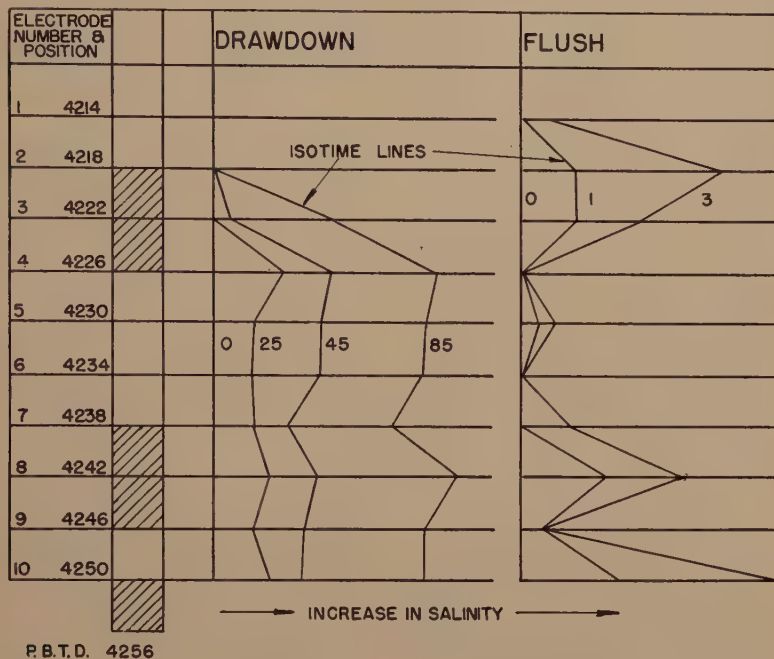 ELECTRODE
NUMBER &
POSITION
DRAWDOWN
FLUSH
1 4214
ISOTIME LINES
2 4218
3 4222
0 1 3
4 4226
5 4230
0 25 45 85
6 4234
7 4238
8 4242
9 4246
10 4250
INCREASE IN SALINITY
P.B.T.D. 4256